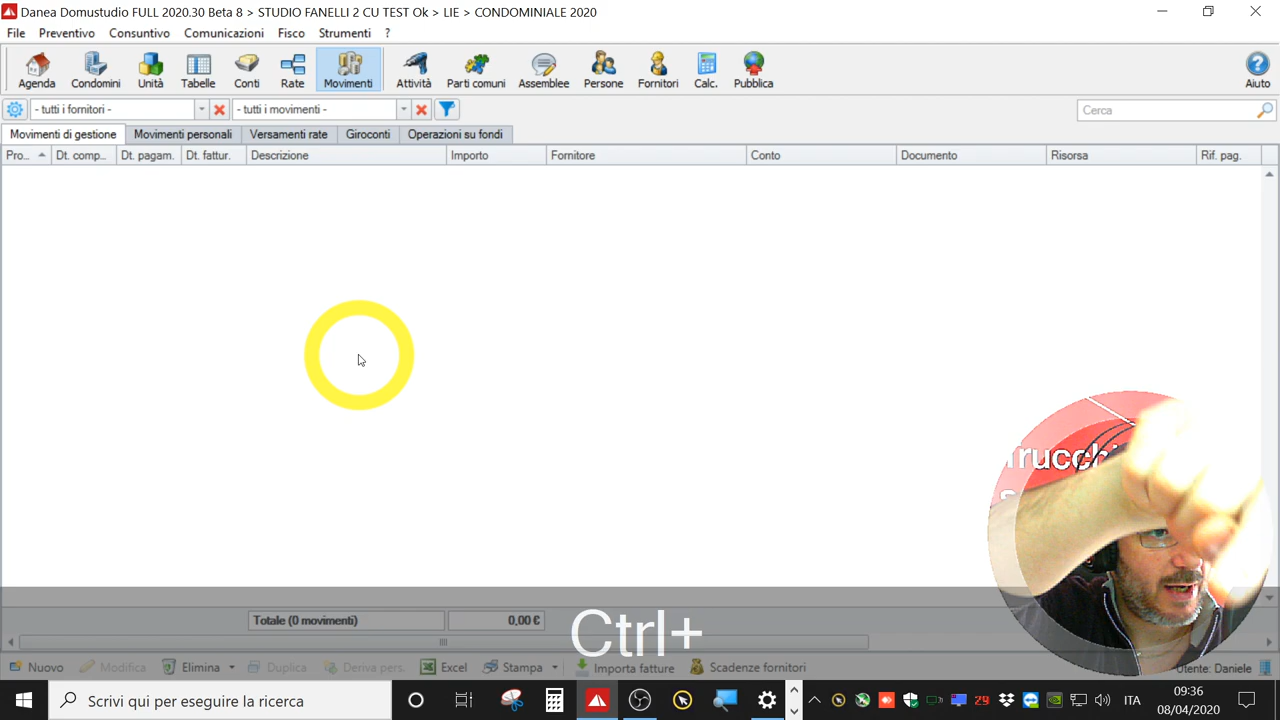 Danea Domustudio FULL 2020.30 Beta 8 > STUDIO FANELLI 2 CU TEST Ok > LIE > CONDOMINIALE 2020
File Preventivo Consuntivo Comunicazioni Fisco Strumenti ?
Agenda Condomini Unità Tabelle Conti Rate Movimenti Attività Parti comuni Assemblee Persone Fornitori Calc. Pubblica Aiuto
- tutti i fornitori - - tutti i movimenti - Cerca
Movimenti di gestione Movimenti personali Versamenti rate Giroconti Operazioni su fondi
Pro... Dt. comp... Dt. pagam. Dt. fattur. Descrizione Importo Fornitore Conto Documento Risorsa Rif. pag.
Totale (0 movimenti) 0,00 €
Ctrl+
Nuovo Modifica Elimina Duplica Deriva pers. Excel Stampa Importa fatture Scadenze fornitori Utente: Daniele
Scrivi qui per eseguire la ricerca 29 ITA 09:36
08/04/2020